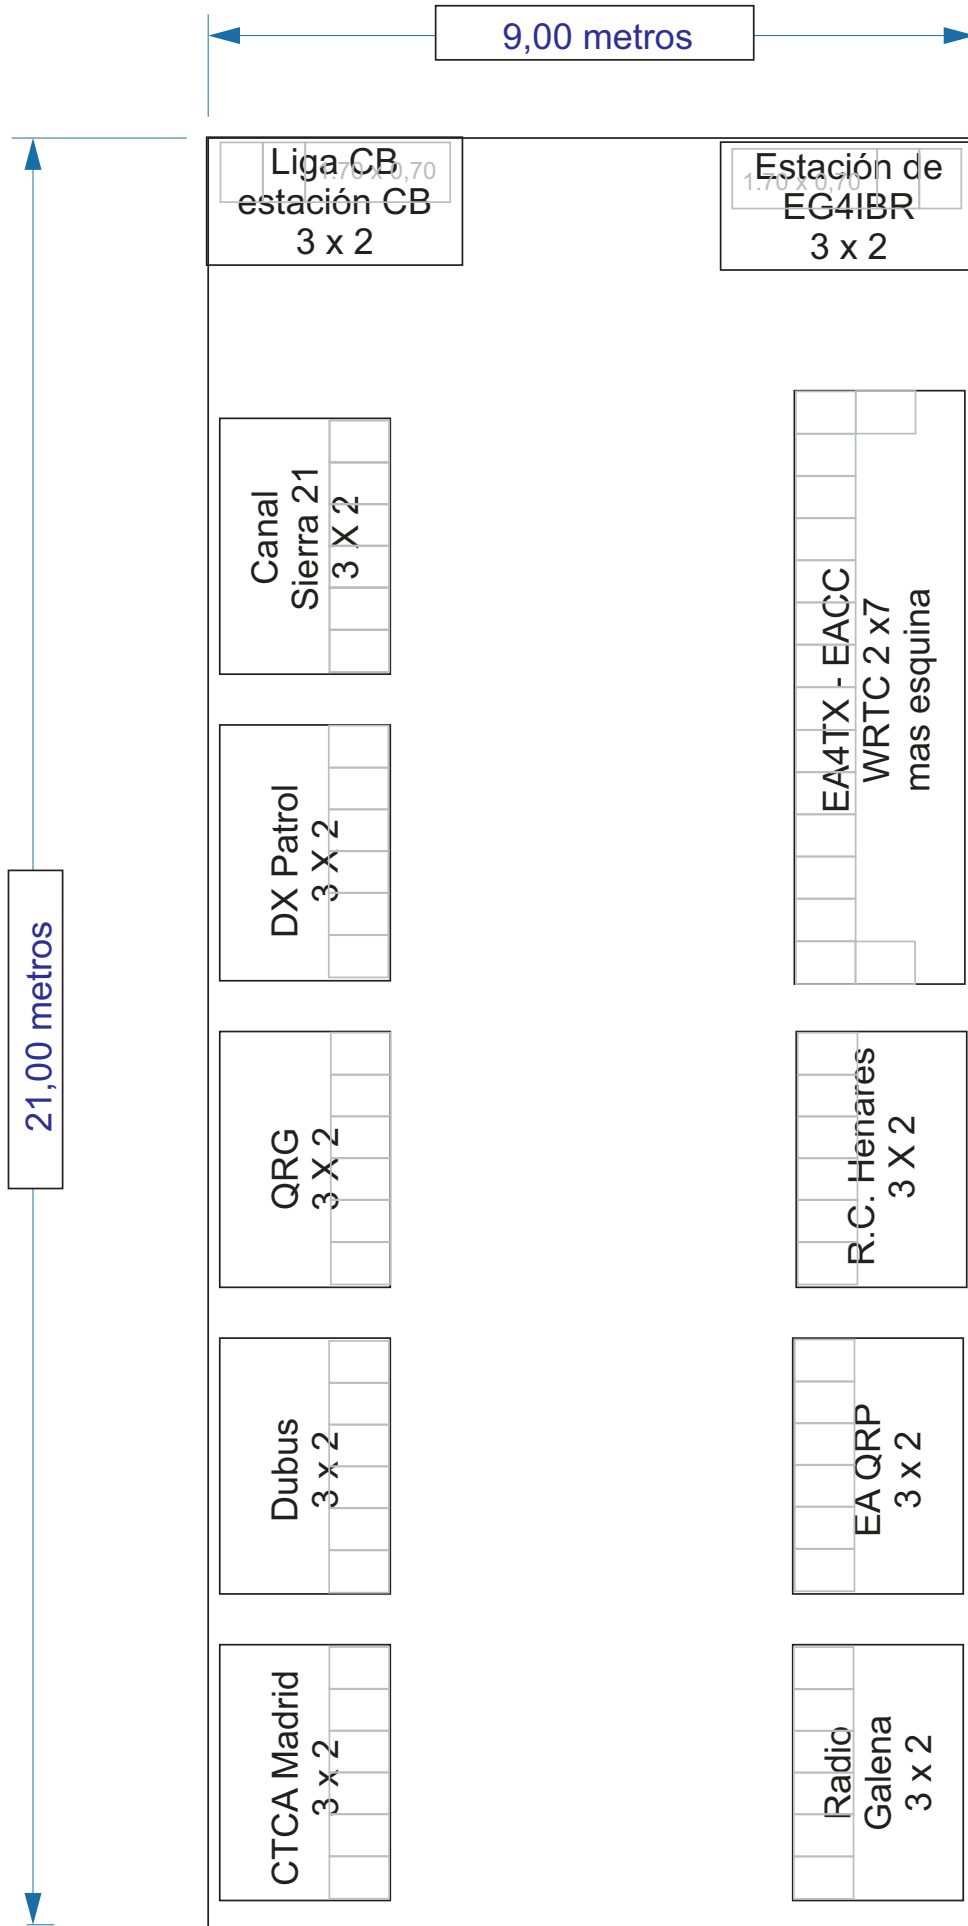 9,00 metros
Liga CB
estación CB
3 x 2
1.70 x 0,70
Estación de
EG4IBR
3 x 2
1.70 x 0,70
Canal
Sierra 21
3 X 2
EA4TX - EACC
WRTC 2 x7
mas esquina
DX Patrol
3 X 2
21,00 metros
QRG
3 X 2
R.C. Henares
3 X 2
Dubus
3 x 2
EA QRP
3 x 2
CTCA Madrid
3 x 2
Radio
Galena
3 x 2